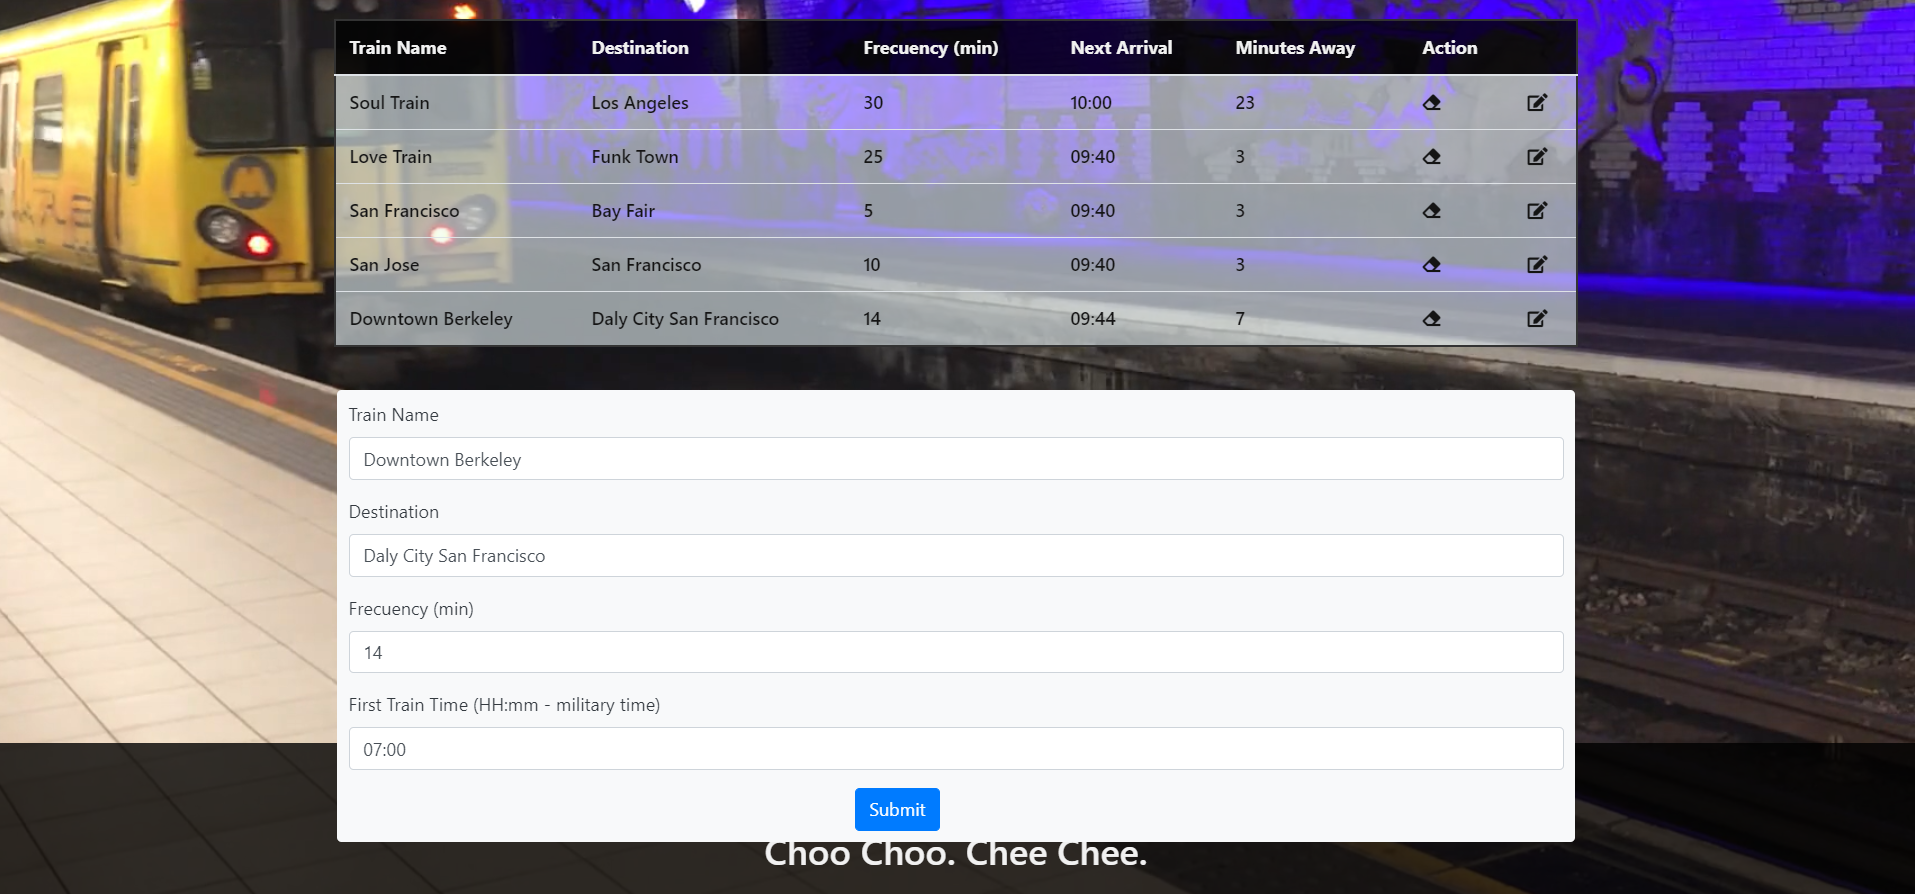 Train Name Destination Frecuency (min) Next Arrival Minutes Away Action
Soul Train Los Angeles 30 10:00 23
Love Train Funk Town 25 09:40 3
San Francisco Bay Fair 5 09:40 3
San Jose San Francisco 10 09:40 3
Downtown Berkeley Daly City San Francisco 14 09:44 7
Train Name
Downtown Berkeley
Destination
Daly City San Francisco
Frecuency (min)
14
First Train Time (HH:mm - military time)
07:00
Submit
Choo Choo. Chee Chee.